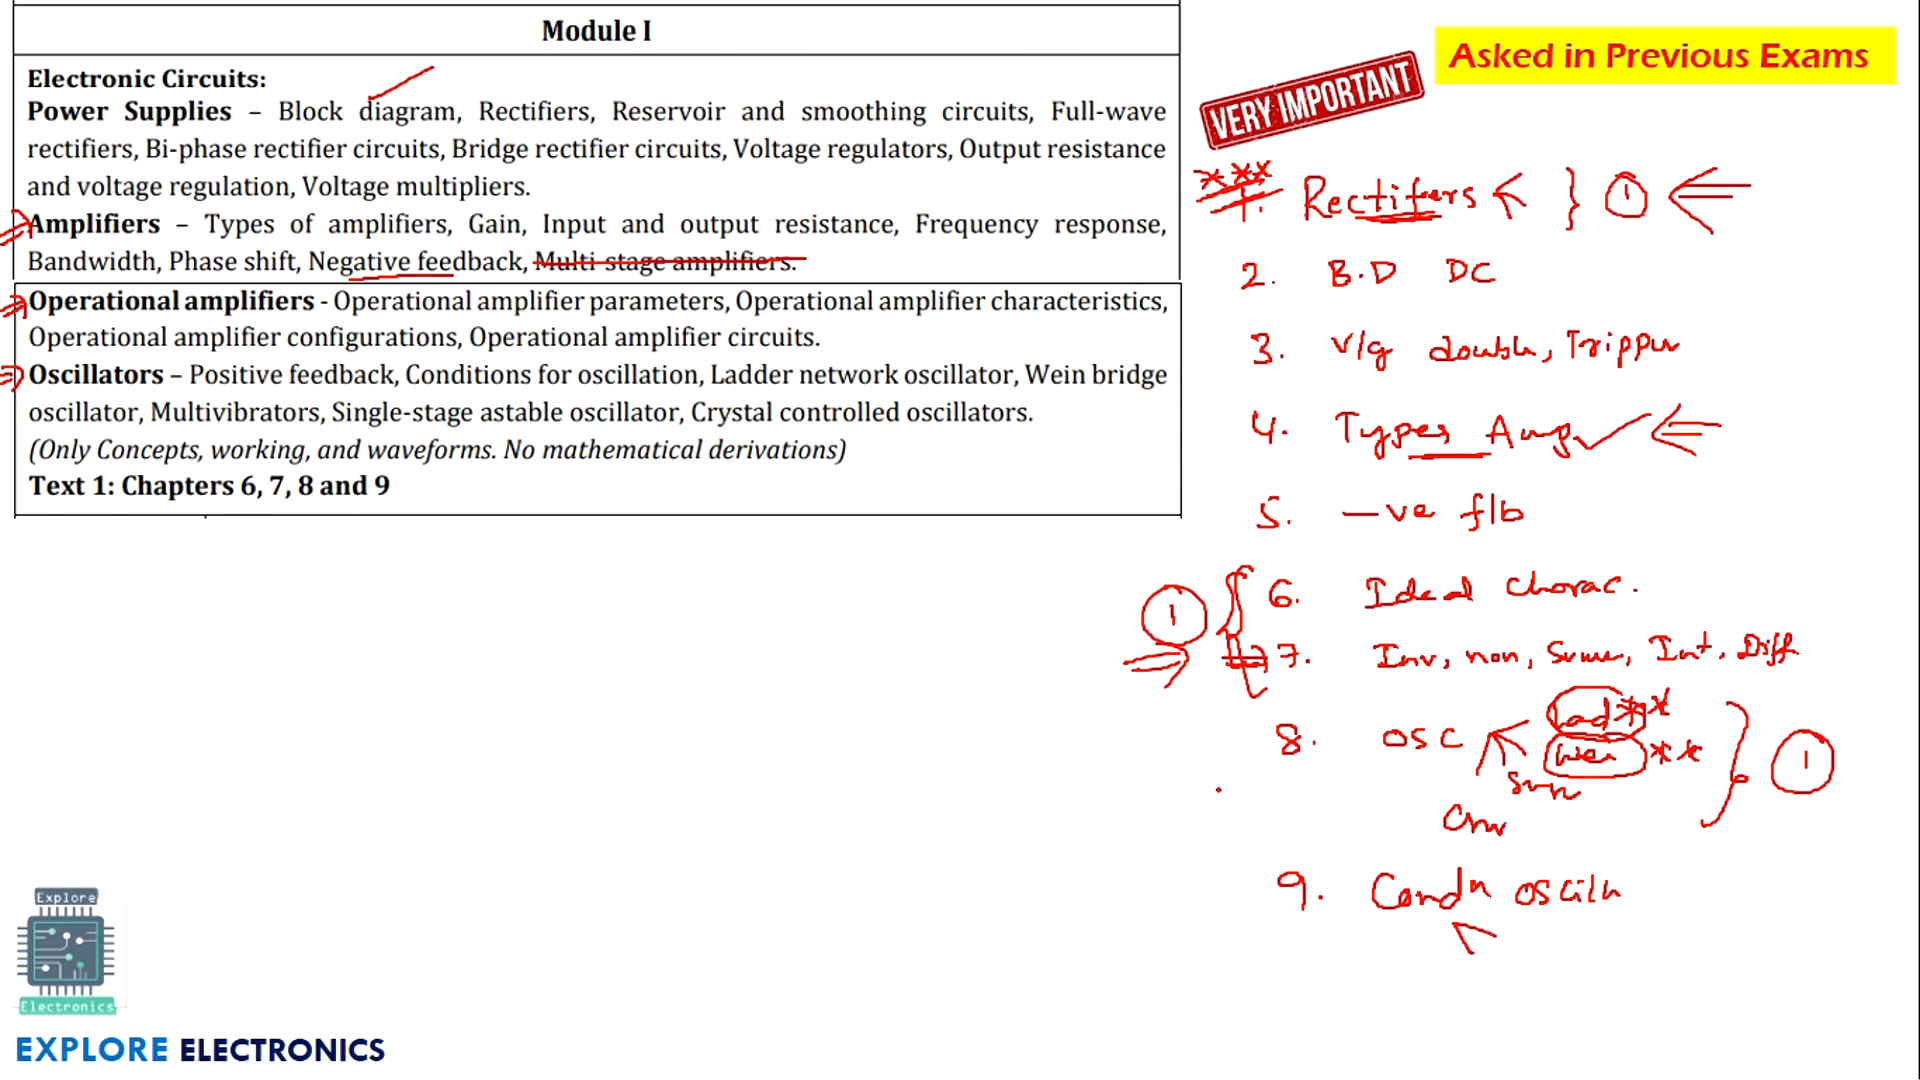 Module I
Electronic Circuits:
Power Supplies – Block diagram, Rectifiers, Reservoir and smoothing circuits, Full-wave
rectifiers, Bi-phase rectifier circuits, Bridge rectifier circuits, Voltage regulators, Output resistance
and voltage regulation, Voltage multipliers.
Amplifiers – Types of amplifiers, Gain, Input and output resistance, Frequency response,
Bandwidth, Phase shift, Negative feedback, Multi-stage amplifiers.
Operational amplifiers - Operational amplifier parameters, Operational amplifier characteristics,
Operational amplifier configurations, Operational amplifier circuits.
Oscillators – Positive feedback, Conditions for oscillation, Ladder network oscillator, Wein bridge
oscillator, Multivibrators, Single-stage astable oscillator, Crystal controlled oscillators.
(Only Concepts, working, and waveforms. No mathematical derivations)
Text 1: Chapters 6, 7, 8 and 9
Asked in Previous Exams
VERY IMPORTANT
1. Rectifers } 1
2. B.D DC
3. V/g double, Tripper
4. Types Amp
5. -ve f/b
1 6. Ideal charac.
7. Inv, non, Summ, Int, Diff
8. OSC Lad 1
Wei
9. Condn osciln
Explore
Electronics
EXPLORE ELECTRONICS